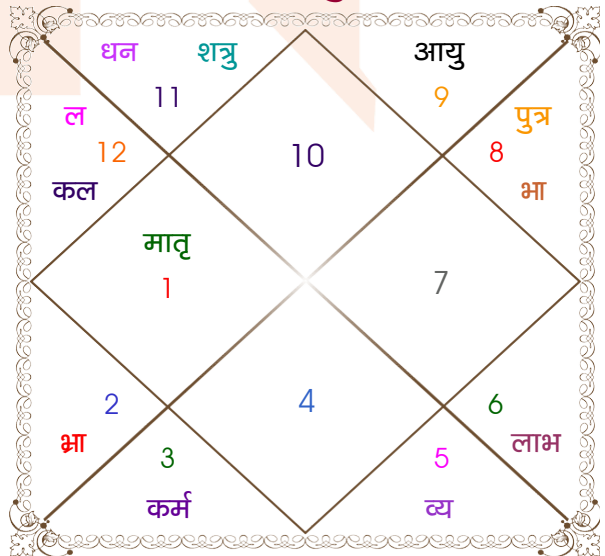 धन शत्रु आयु
11 9
ल पुत्र
12 10 8
कल भा
मातृ
1 7
2 4 6
भ्रा लाभ
3 5
कर्म व्य